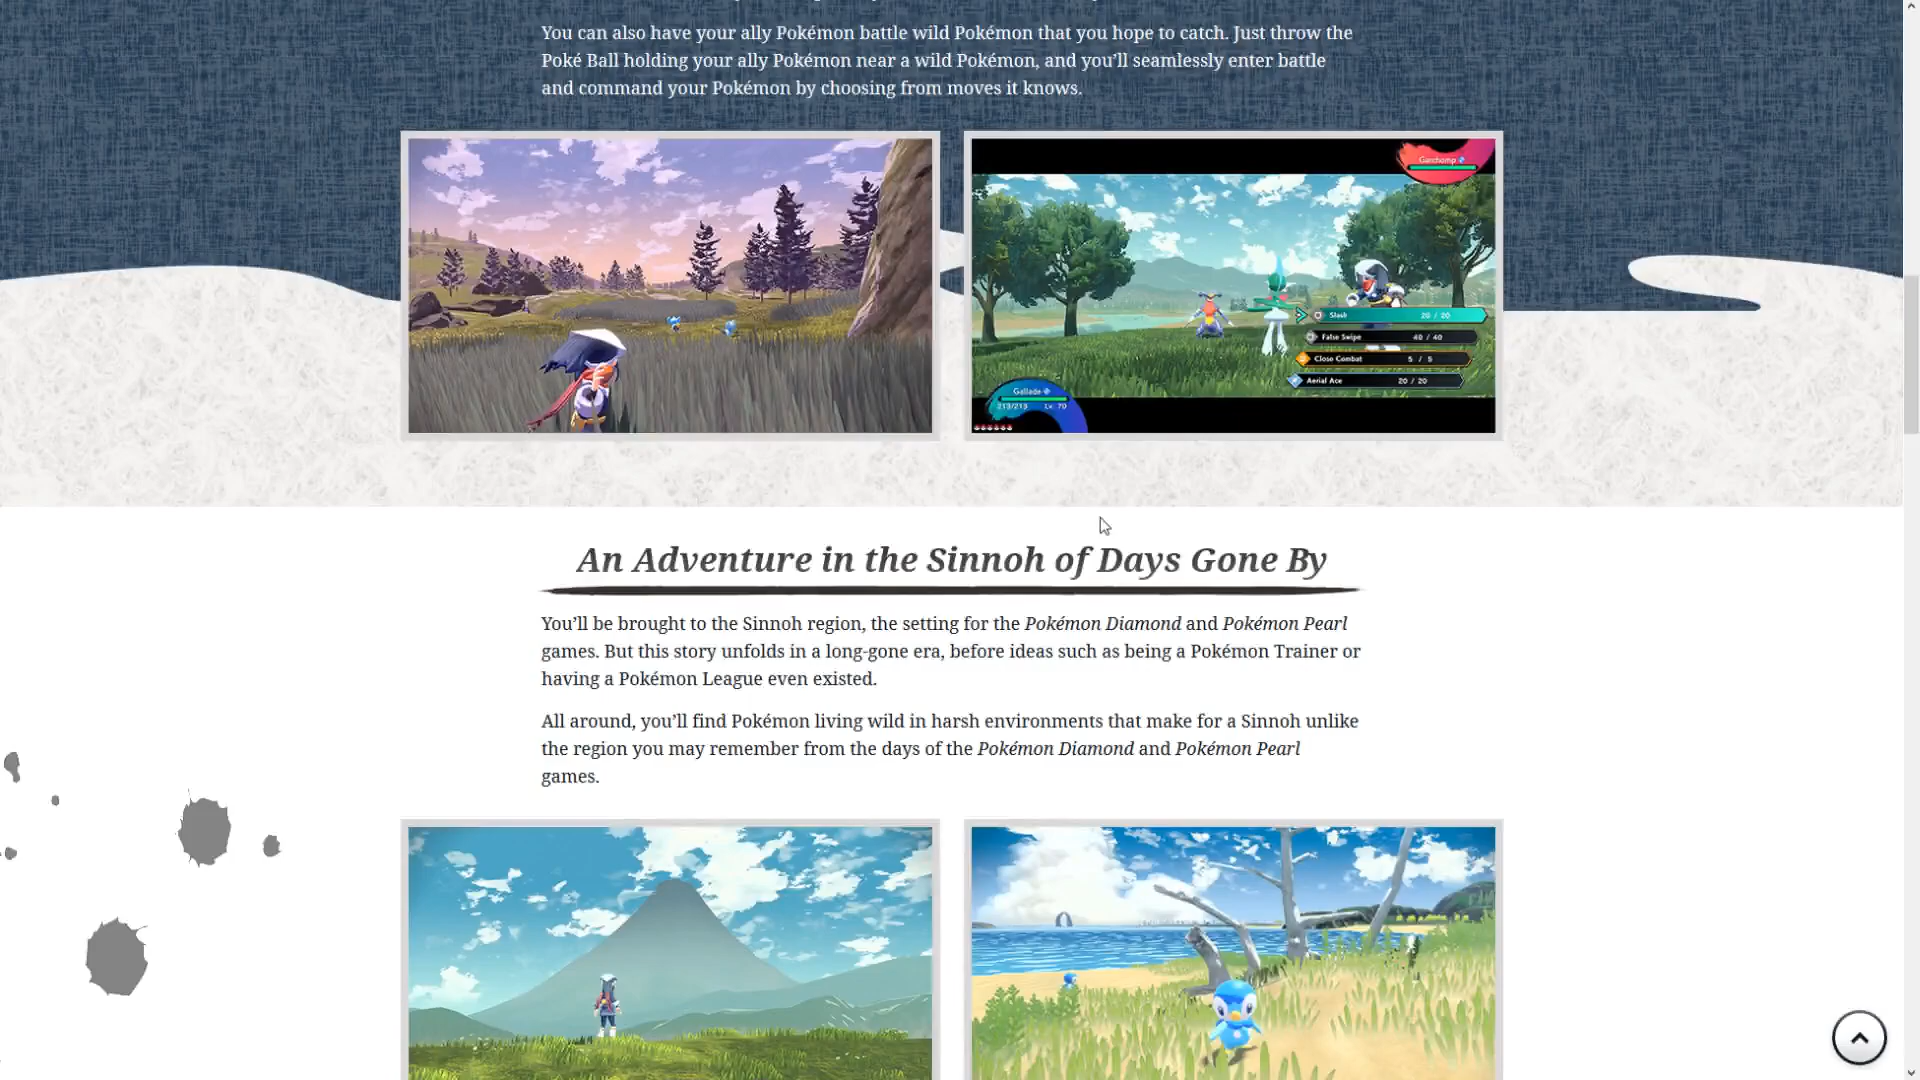 You can also have your ally Pokémon battle wild Pokémon that you hope to catch. Just throw the
Poké Ball holding your ally Pokémon near a wild Pokémon, and you’ll seamlessly enter battle
and command your Pokémon by choosing from moves it knows.
Garchomp
Slash 20 / 20
False Swipe 40 / 40
Close Combat 5 / 5
Aerial Ace 20 / 20
Gallade
213/213 Lv. 70
An Adventure in the Sinnoh of Days Gone By
You’ll be brought to the Sinnoh region, the setting for the Pokémon Diamond and Pokémon Pearl
games. But this story unfolds in a long-gone era, before ideas such as being a Pokémon Trainer or
having a Pokémon League even existed.
All around, you’ll find Pokémon living wild in harsh environments that make for a Sinnoh unlike
the region you may remember from the days of the Pokémon Diamond and Pokémon Pearl
games.